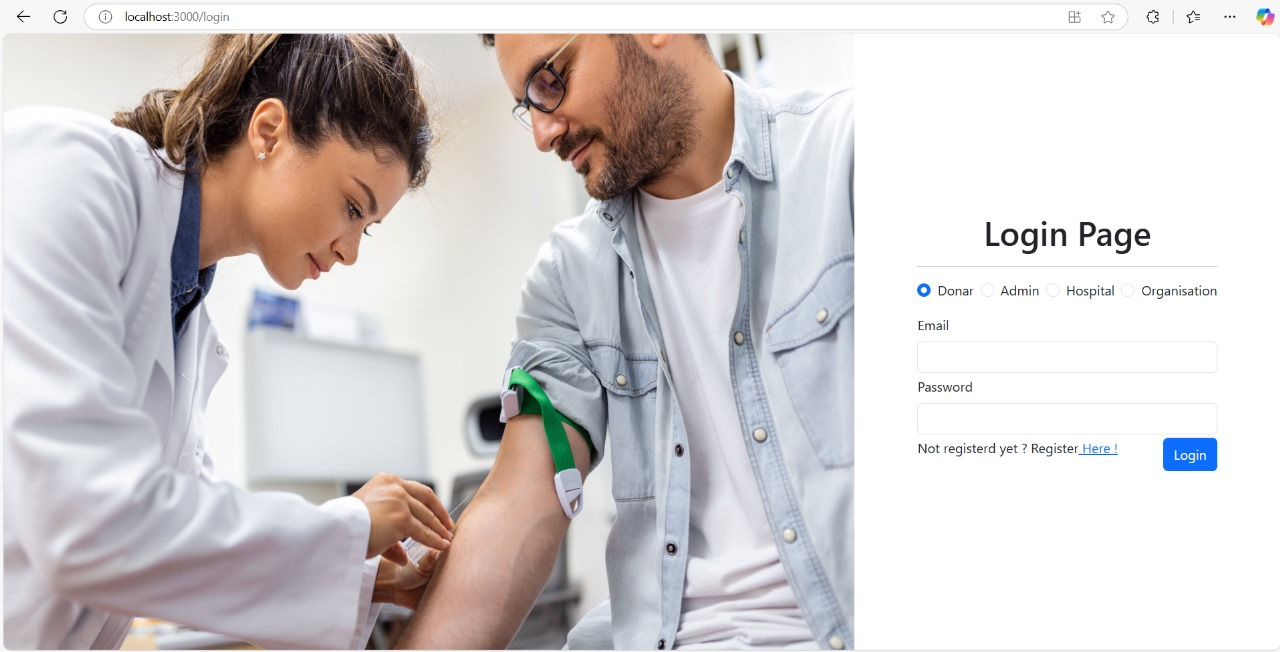 localhost:3000/login
Login Page
Donar Admin Hospital Organisation
Email
Password
Not registerd yet ? Register Here !
Login